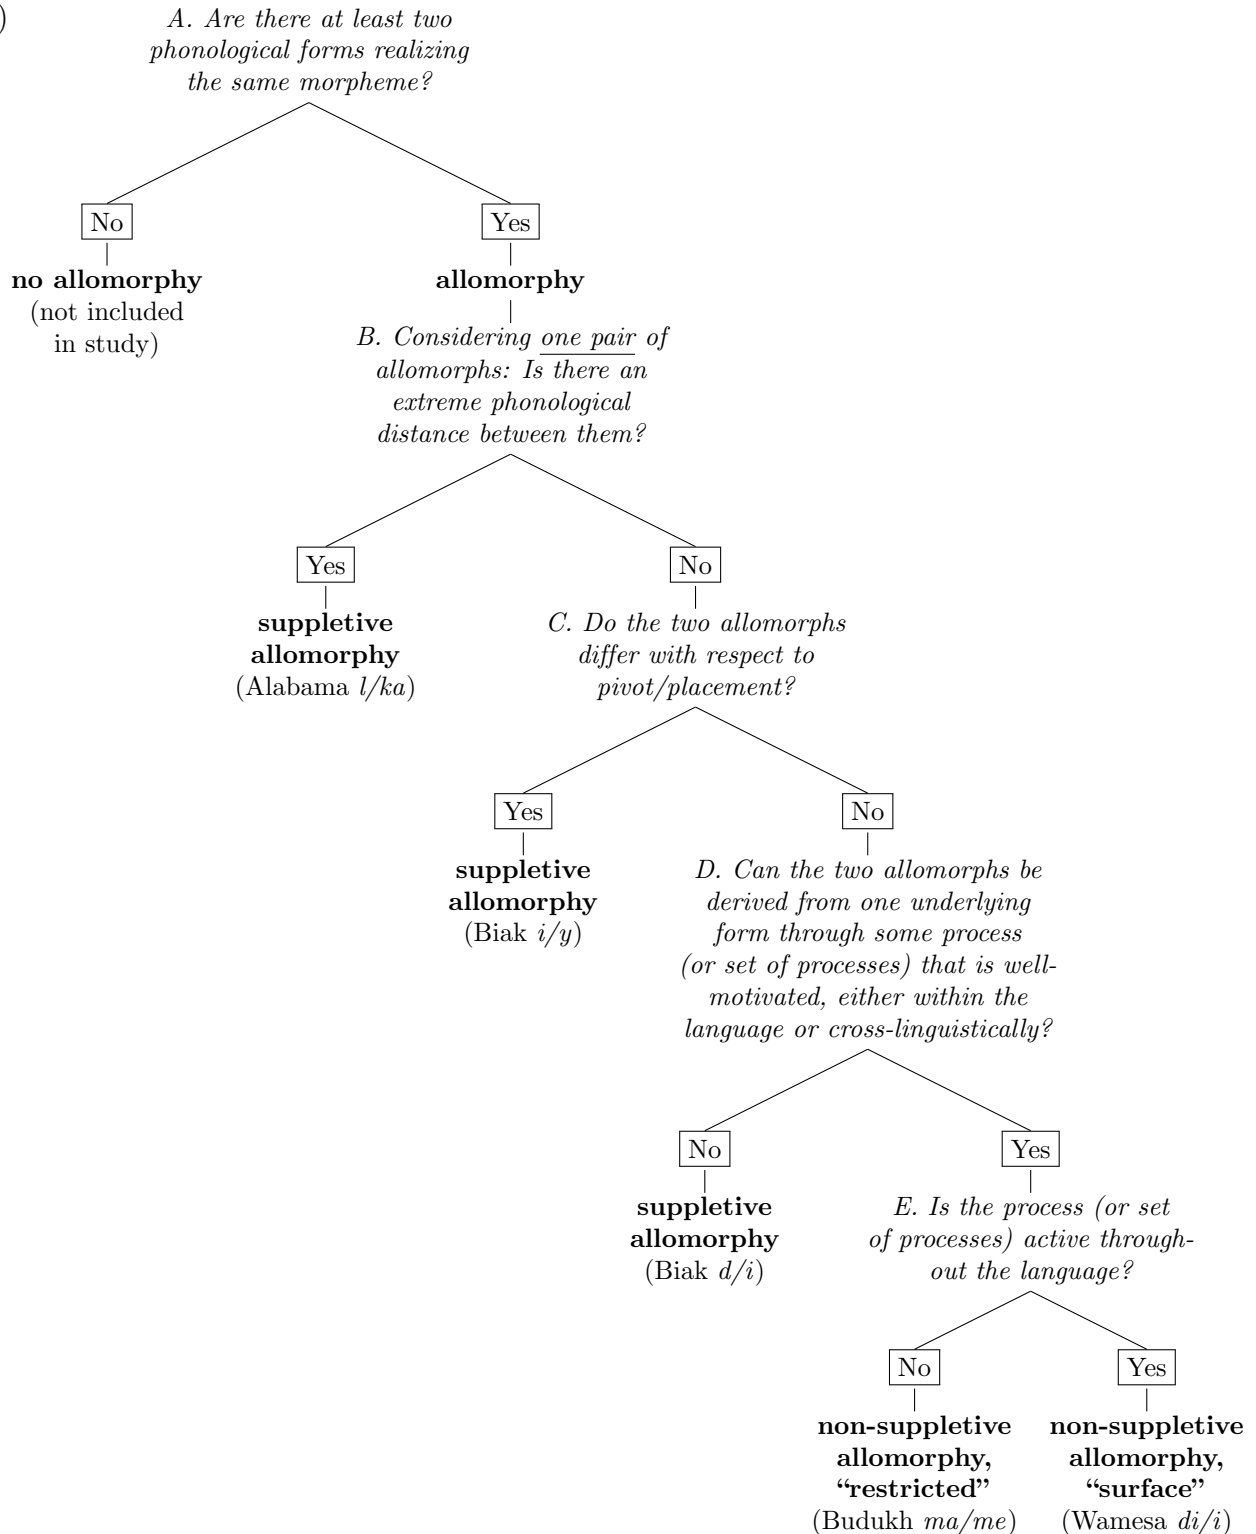 )
A. Are there at least two
phonological forms realizing
the same morpheme?
No
no allomorphy
(not included
in study)
Yes
allomorphy
B. Considering one pair of
allomorphs: Is there an
extreme phonological
distance between them?
Yes
suppletive
allomorphy
(Alabama l/ka)
No
C. Do the two allomorphs
differ with respect to
pivot/placement?
Yes
suppletive
allomorphy
(Biak i/y)
No
D. Can the two allomorphs be
derived from one underlying
form through some process
(or set of processes) that is well-
motivated, either within the
language or cross-linguistically?
No
suppletive
allomorphy
(Biak d/i)
Yes
E. Is the process (or set
of processes) active through-
out the language?
No
non-suppletive
allomorphy,
“restricted”
(Budukh ma/me)
Yes
non-suppletive
allomorphy,
“surface”
(Wamesa di/i)